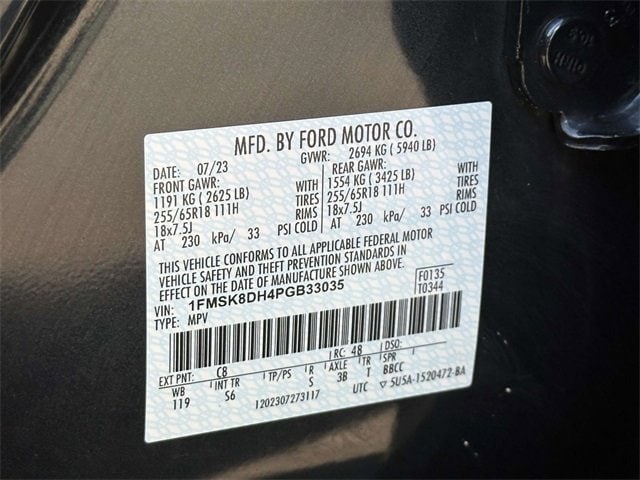 MFD. BY FORD MOTOR CO.
DATE: 07/23 GVWR: 2694 KG ( 5940 LB)
FRONT GAWR: WITH REAR GAWR: WITH
1191 KG ( 2625 LB) TIRES 1554 KG ( 3425 LB) TIRES
255/65R18 111H RIMS 255/65R18 111H RIMS
18x7.5J 18x7.5J
AT 230 kPa/ 33 PSI COLD AT 230 kPa/ 33 PSI COLD
THIS VEHICLE CONFORMS TO ALL APPLICABLE FEDERAL MOTOR
VEHICLE SAFETY AND THEFT PREVENTION STANDARDS IN
EFFECT ON THE DATE OF MANUFACTURE SHOWN ABOVE.
VIN: 1FMSK8DH4PGB33035 F0135
TYPE: MPV T0344
EXT PNT: C8 RC: 48 DSO:
WB INT TR TP/PS R AXLE TR SPR
119 S6 S 3B T BBCC
1202307273117 UTC ▽ 5U5A-1520472-BA